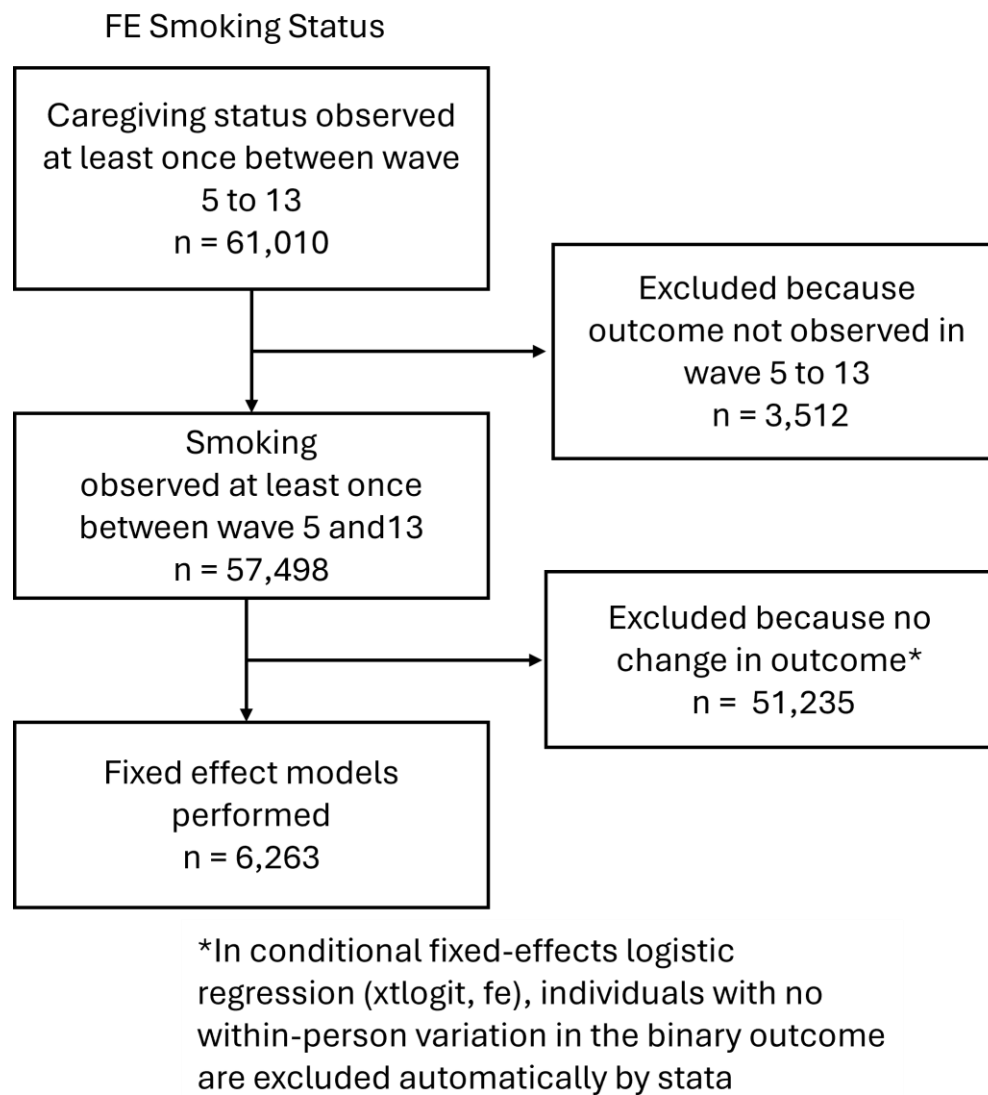 FE Smoking Status
Caregiving status observed
at least once between wave
5 to 13
n = 61,010
Excluded because
outcome not observed in
wave 5 to 13
n = 3,512
Smoking
observed at least once
between wave 5 and13
n = 57,498
Excluded because no
change in outcome*
n =  51,235
Fixed effect models
performed
n = 6,263
*In conditional fixed-effects logistic
regression (xtlogit, fe), individuals with no
within-person variation in the binary outcome
are excluded automatically by stata